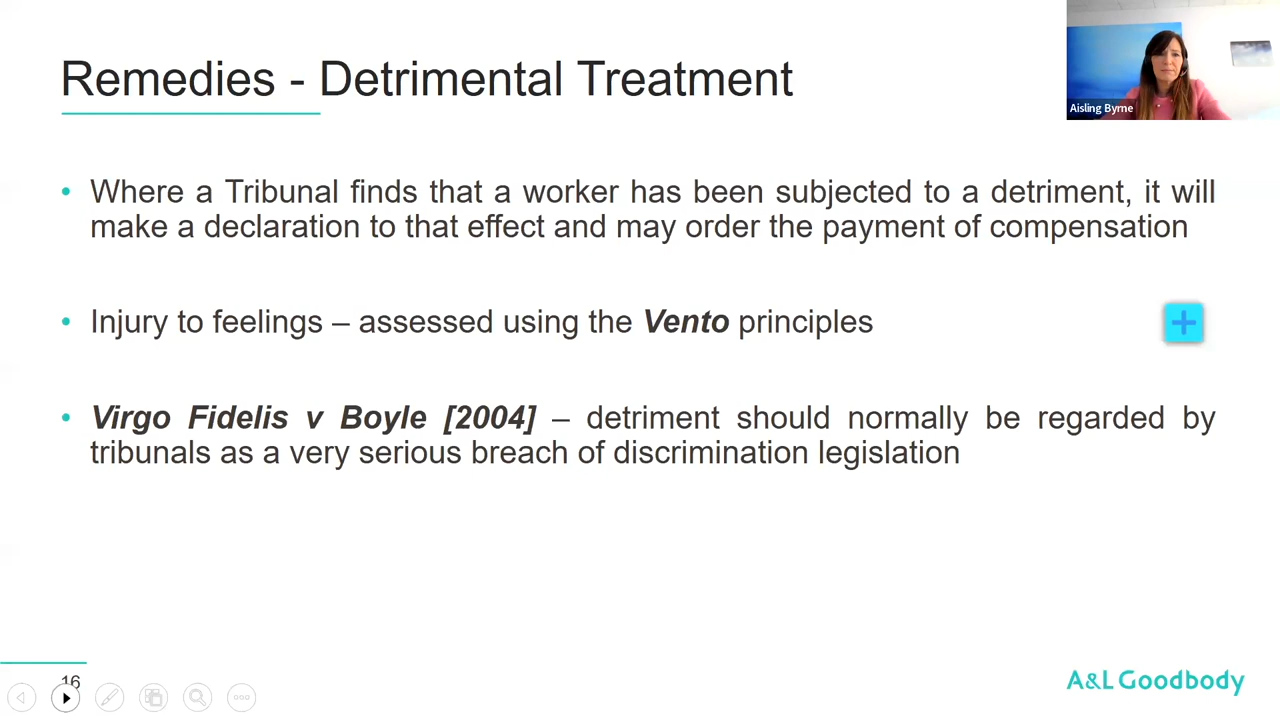 Remedies - Detrimental Treatment
Aisling Byrne
• Where a Tribunal finds that a worker has been subjected to a detriment, it will
make a declaration to that effect and may order the payment of compensation
• Injury to feelings – assessed using the Vento principles
• Virgo Fidelis v Boyle [2004] – detriment should normally be regarded by
tribunals as a very serious breach of discrimination legislation
16
A&L Goodbody